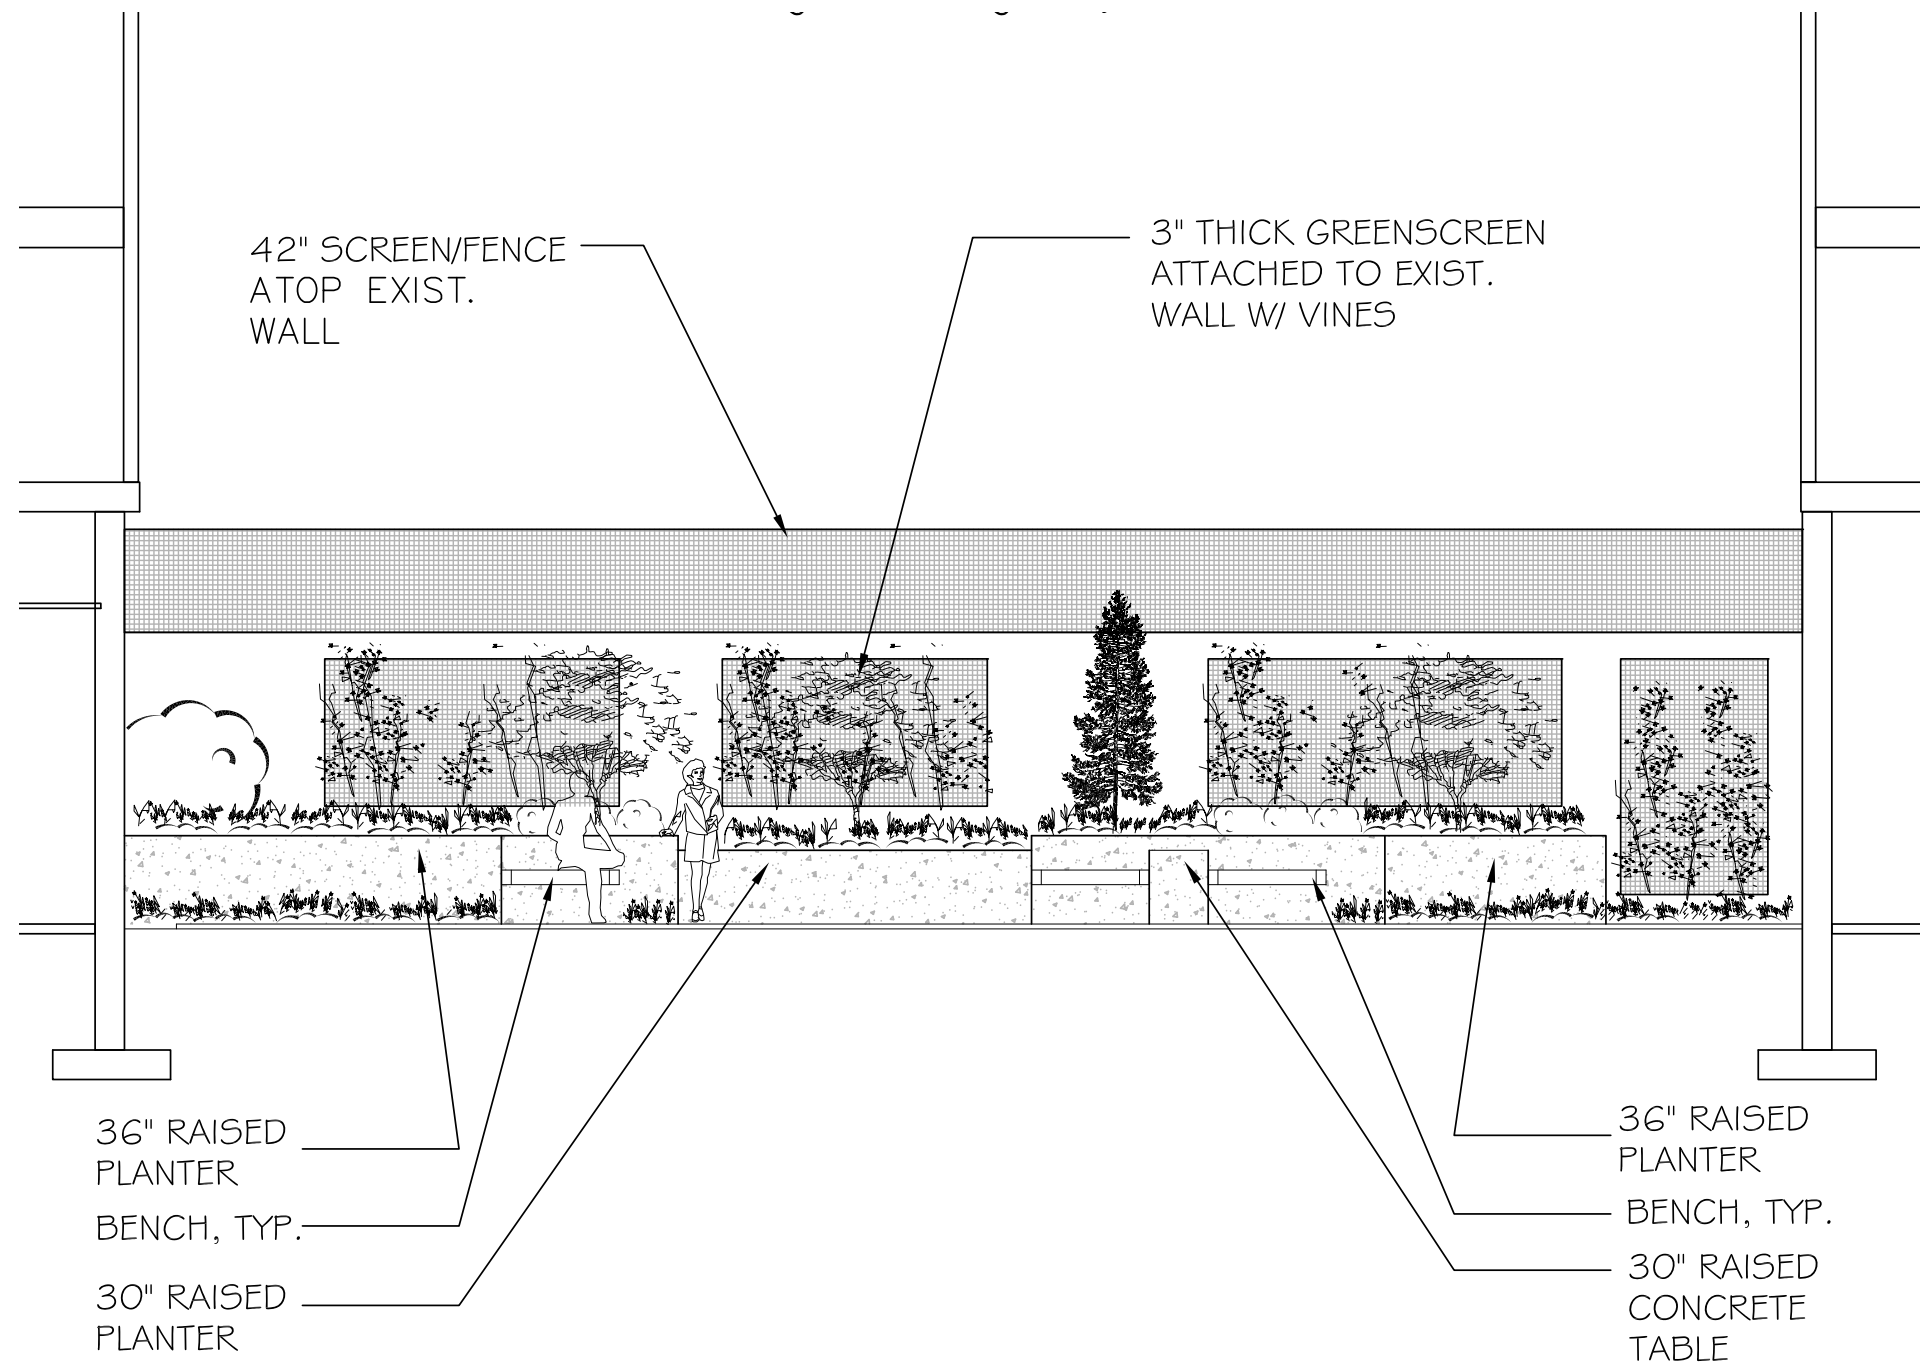 42" SCREEN/FENCE
ATOP EXIST.
WALL
3" THICK GREENSCREEN
ATTACHED TO EXIST.
WALL W/ VINES
36" RAISED
PLANTER
BENCH, TYP.
30" RAISED
PLANTER
36" RAISED
PLANTER
BENCH, TYP.
30" RAISED
CONCRETE
TABLE